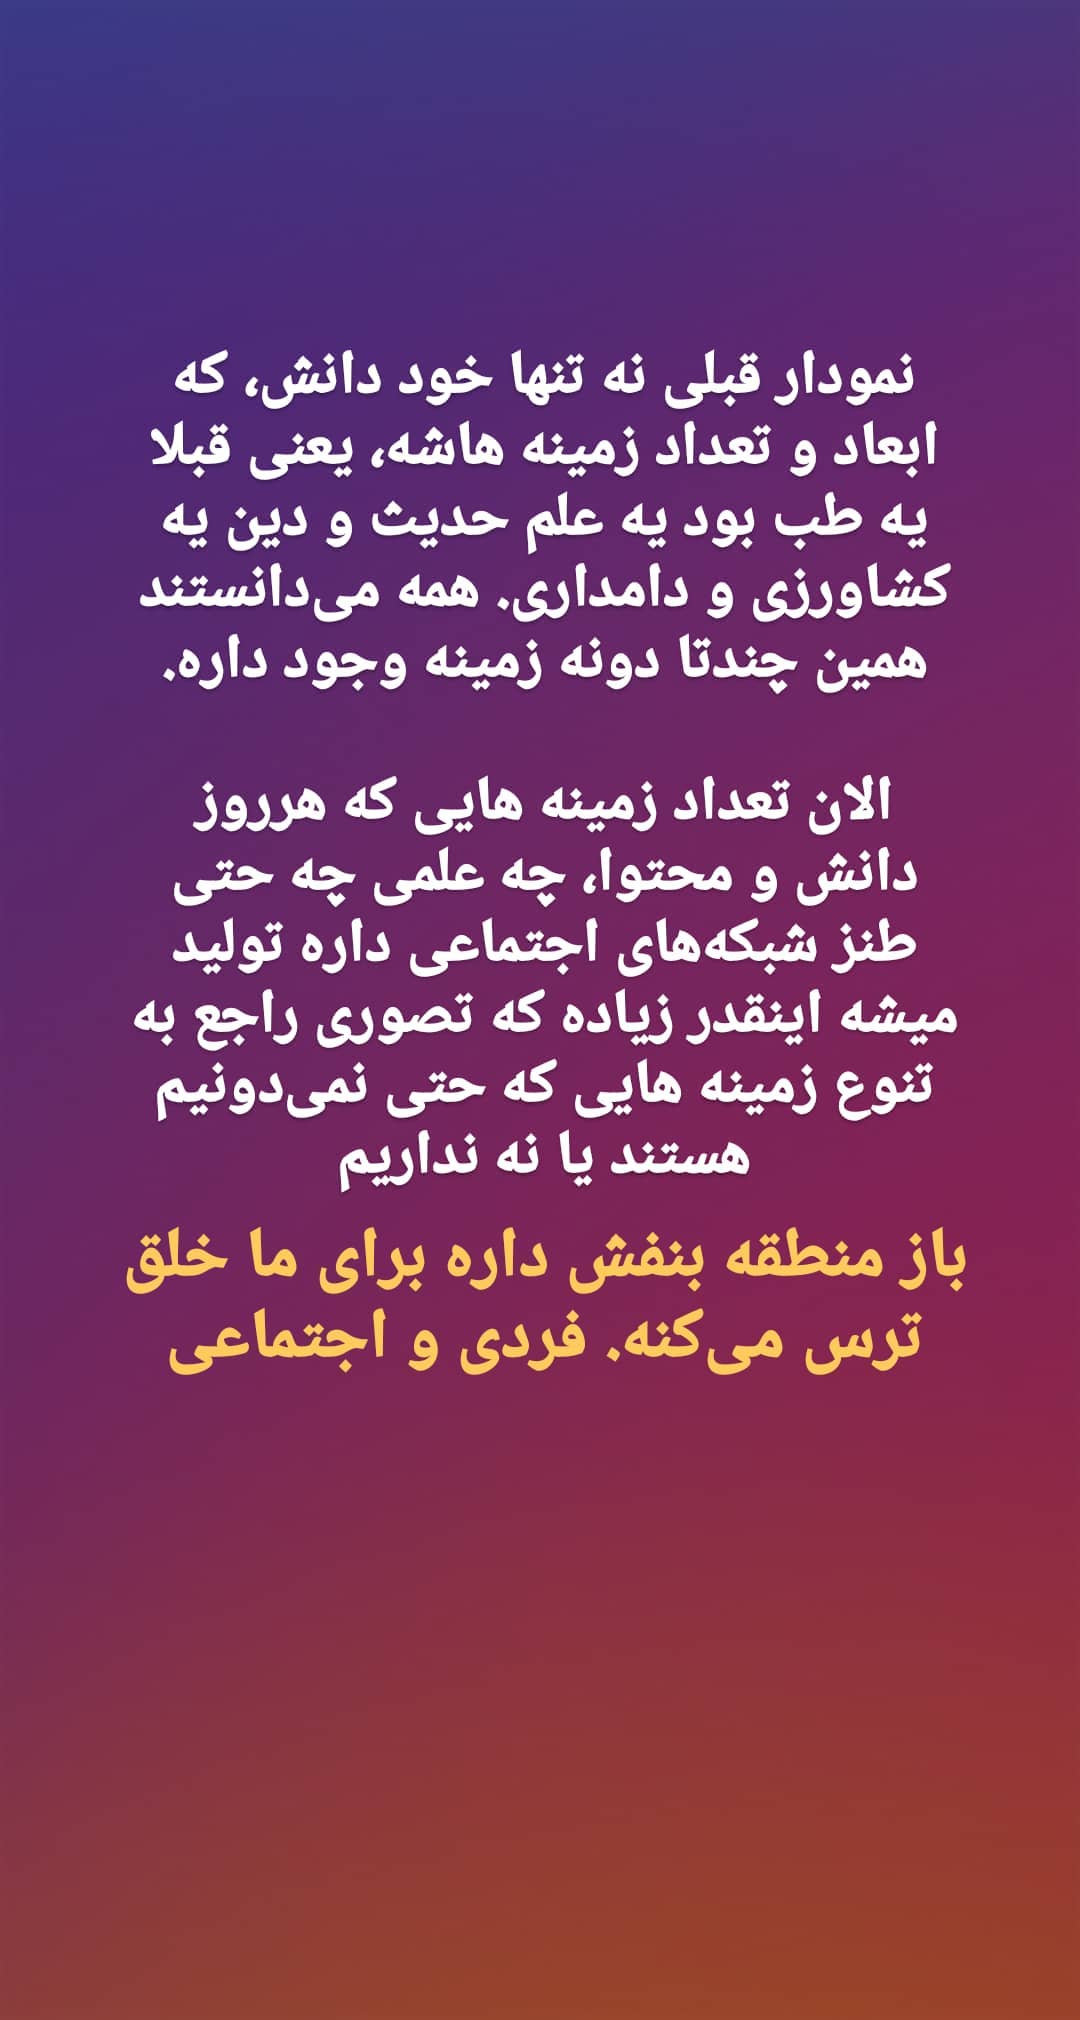 نمودار قبلی نه تنها خود دانش، که
ابعاد و تعداد زمینه هاشه، یعنی قبلا
یه طب بود یه علم حدیث و دین یه
کشاورزی و دامداری. همه می‌دانستند
همین چندتا دونه زمینه وجود داره.
الان تعداد زمینه هایی که هرروز
دانش و محتوا، چه علمی چه حتی
طنز شبکه‌های اجتماعی داره تولید
میشه اینقدر زیاده که تصوری راجع به
تنوع زمینه هایی که حتی نمی‌دونیم
هستند یا نه نداریم
باز منطقه بنفش داره برای ما خلق
ترس می‌کنه. فردی و اجتماعی